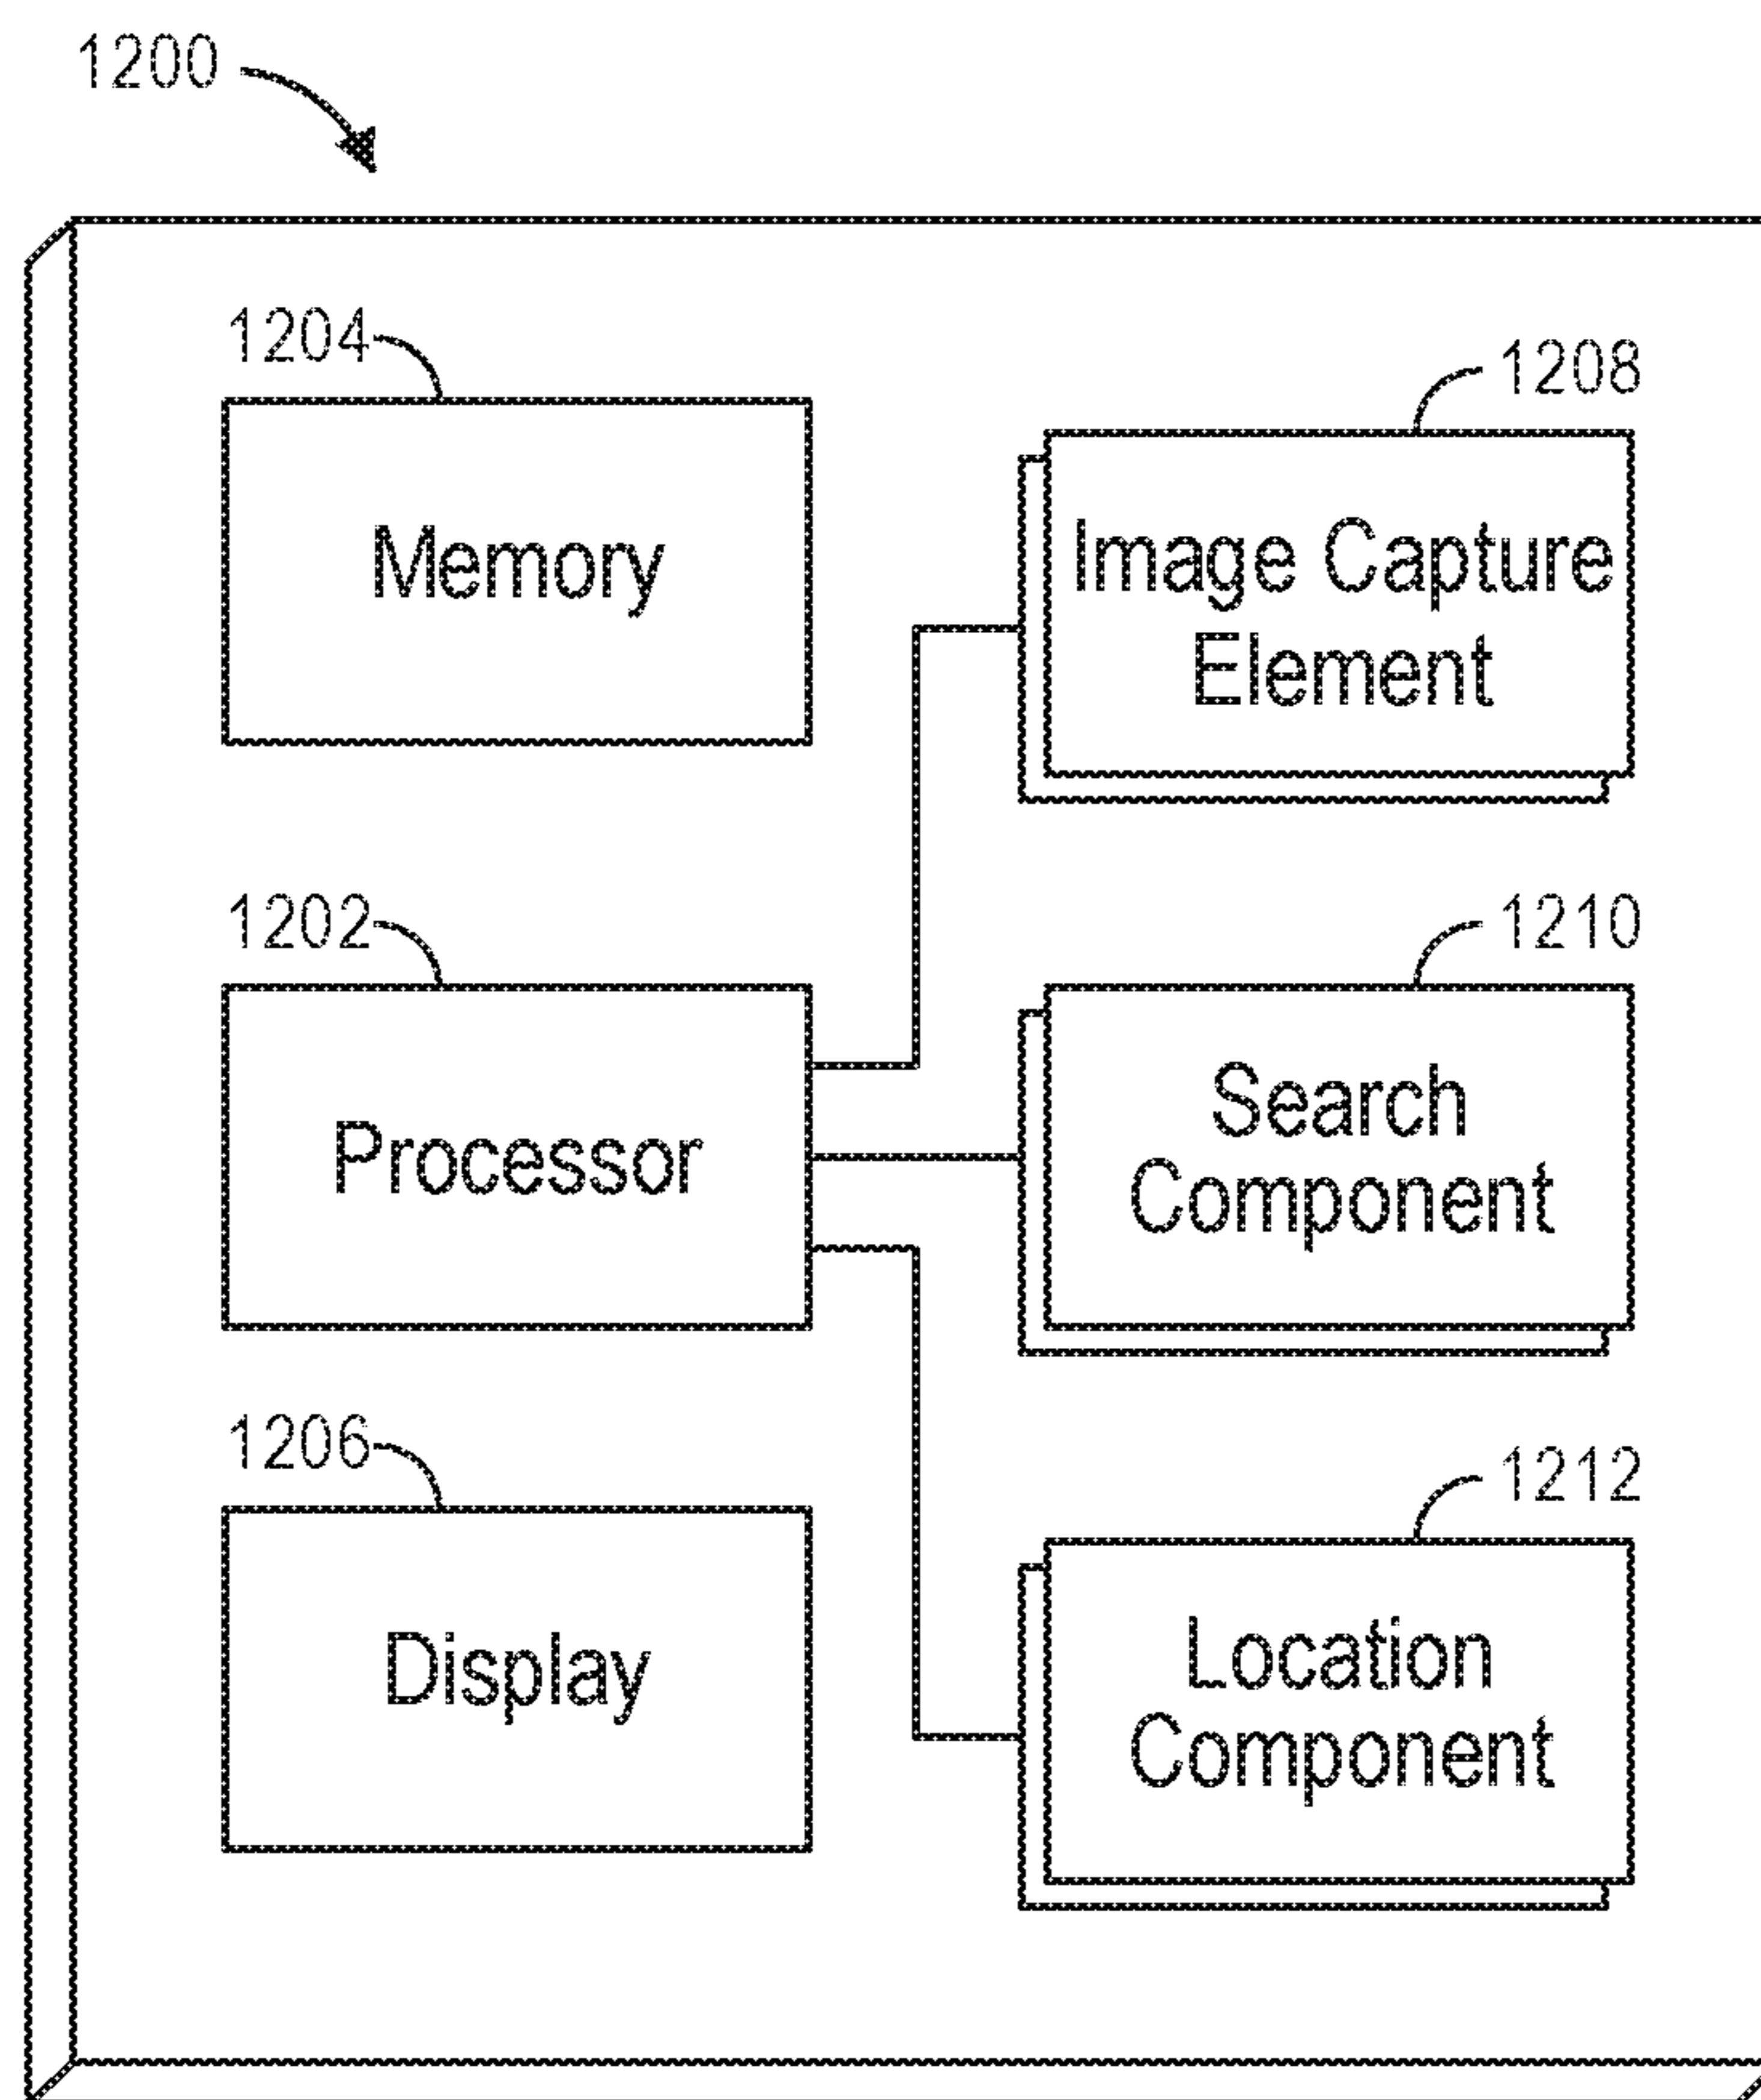 1200
1204
Memory
1208
Image Capture
Element
1202
Processor
1210
Search
Component
1206
Display
1212
Location
Component